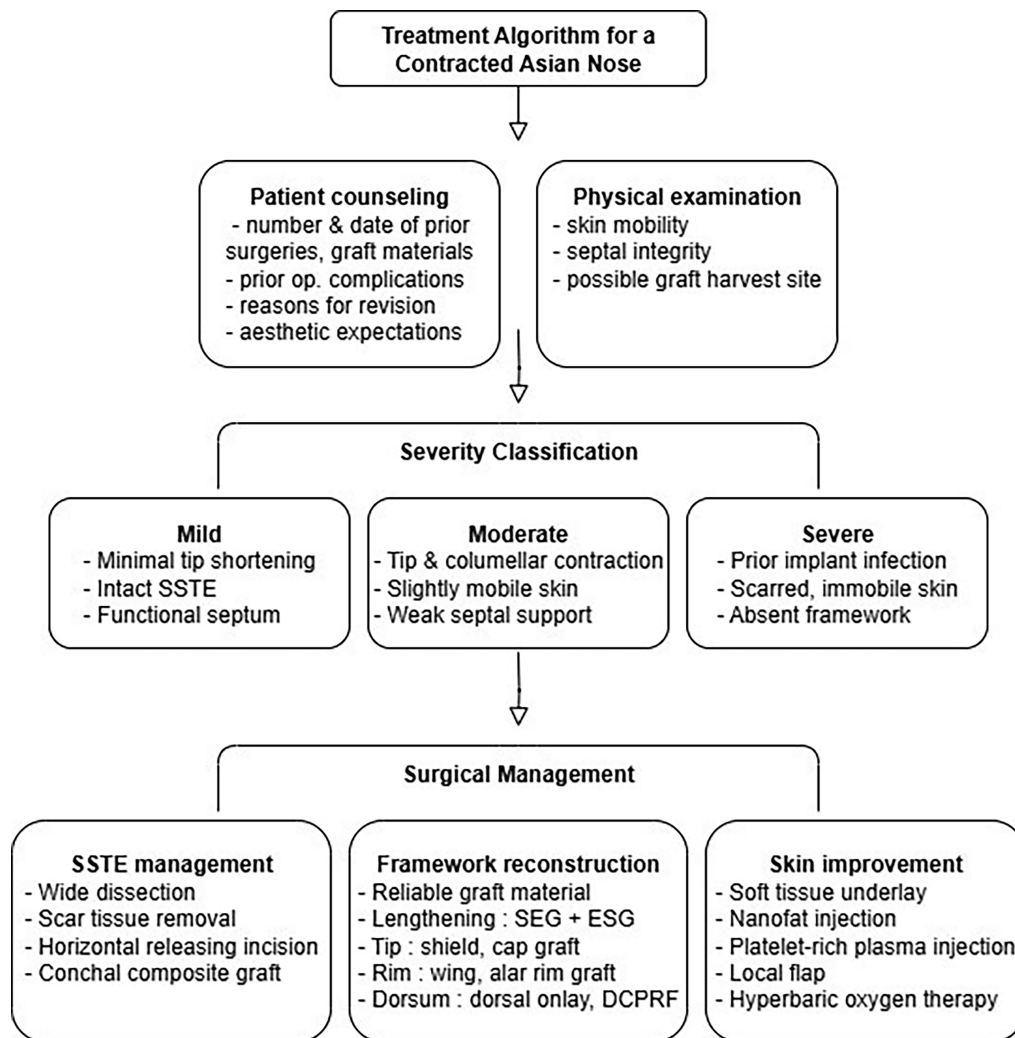 Treatment Algorithm for a
Contracted Asian Nose
Patient counseling
- number & date of prior
surgeries, graft materials
- prior op. complications
- reasons for revision
- aesthetic expectations
Physical examination
- skin mobility
- septal integrity
- possible graft harvest site
Severity Classification
Mild
- Minimal tip shortening
- Intact SSTE
- Functional septum
Moderate
- Tip & columellar contraction
- Slightly mobile skin
- Weak septal support
Severe
- Prior implant infection
- Scarred, immobile skin
- Absent framework
Surgical Management
SSTE management
- Wide dissection
- Scar tissue removal
- Horizontal releasing incision
- Conchal composite graft
Framework reconstruction
- Reliable graft material
- Lengthening : SEG + ESG
- Tip : shield, cap graft
- Rim : wing, alar rim graft
- Dorsum : dorsal onlay, DCPRF
Skin improvement
- Soft tissue underlay
- Nanofat injection
- Platelet-rich plasma injection
- Local flap
- Hyperbaric oxygen therapy